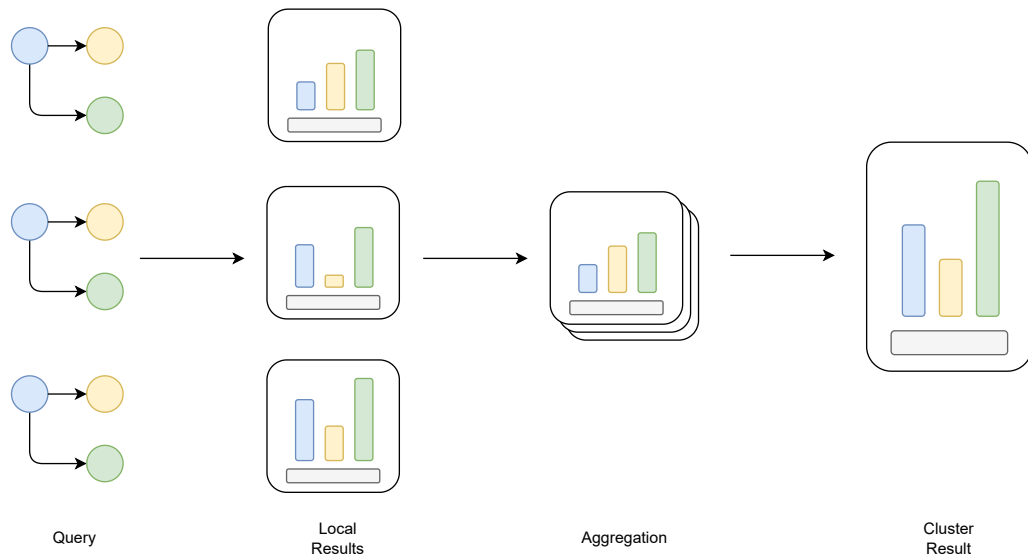 Query
Local
Results
Aggregation
Cluster
Result